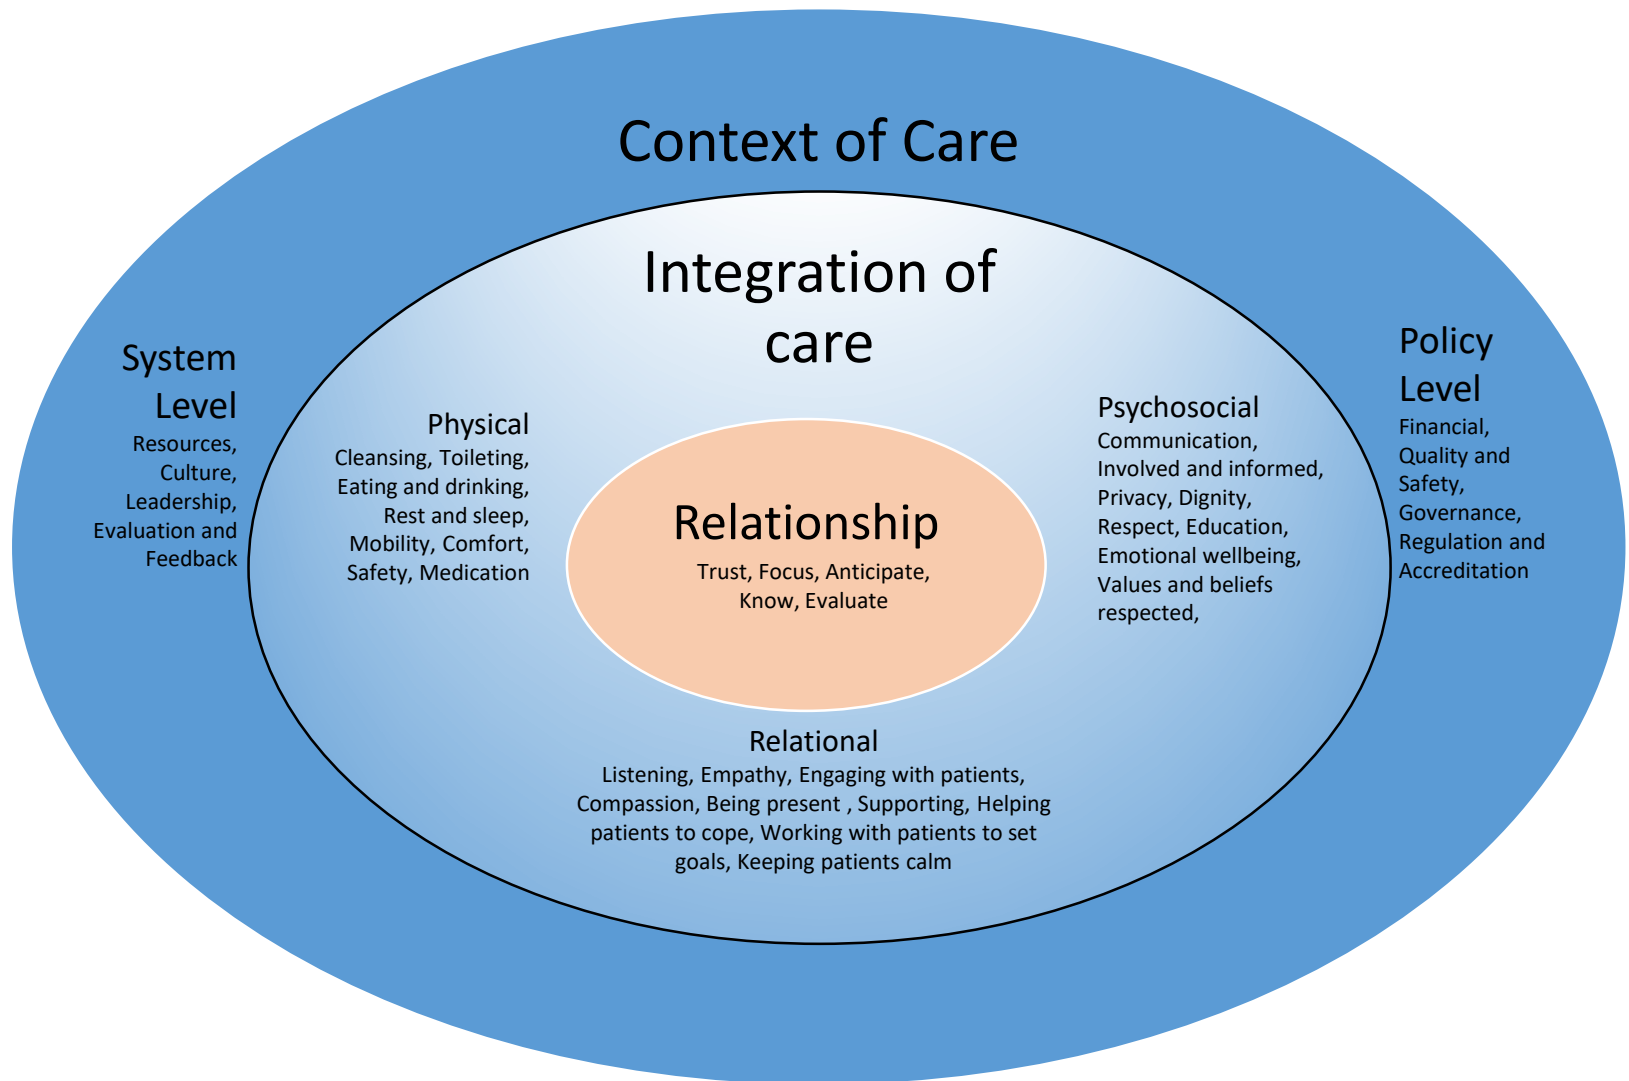 Context of Care
Integration of
care
System
Level
Resources,
Culture,
Leadership,
Evaluation and
Feedback
Physical
Cleansing, Toileting,
Eating and drinking,
Rest and sleep,
Mobility, Comfort,
Safety, Medication
Relationship
Trust, Focus, Anticipate,
Know, Evaluate
Psychosocial
Communication,
Involved and informed,
Privacy, Dignity,
Respect, Education,
Emotional wellbeing,
Values and beliefs
respected,
Policy
Level
Financial,
Quality and
Safety,
Governance,
Regulation and
Accreditation
Relational
Listening, Empathy, Engaging with patients,
Compassion, Being present , Supporting, Helping
patients to cope, Working with patients to set
goals, Keeping patients calm